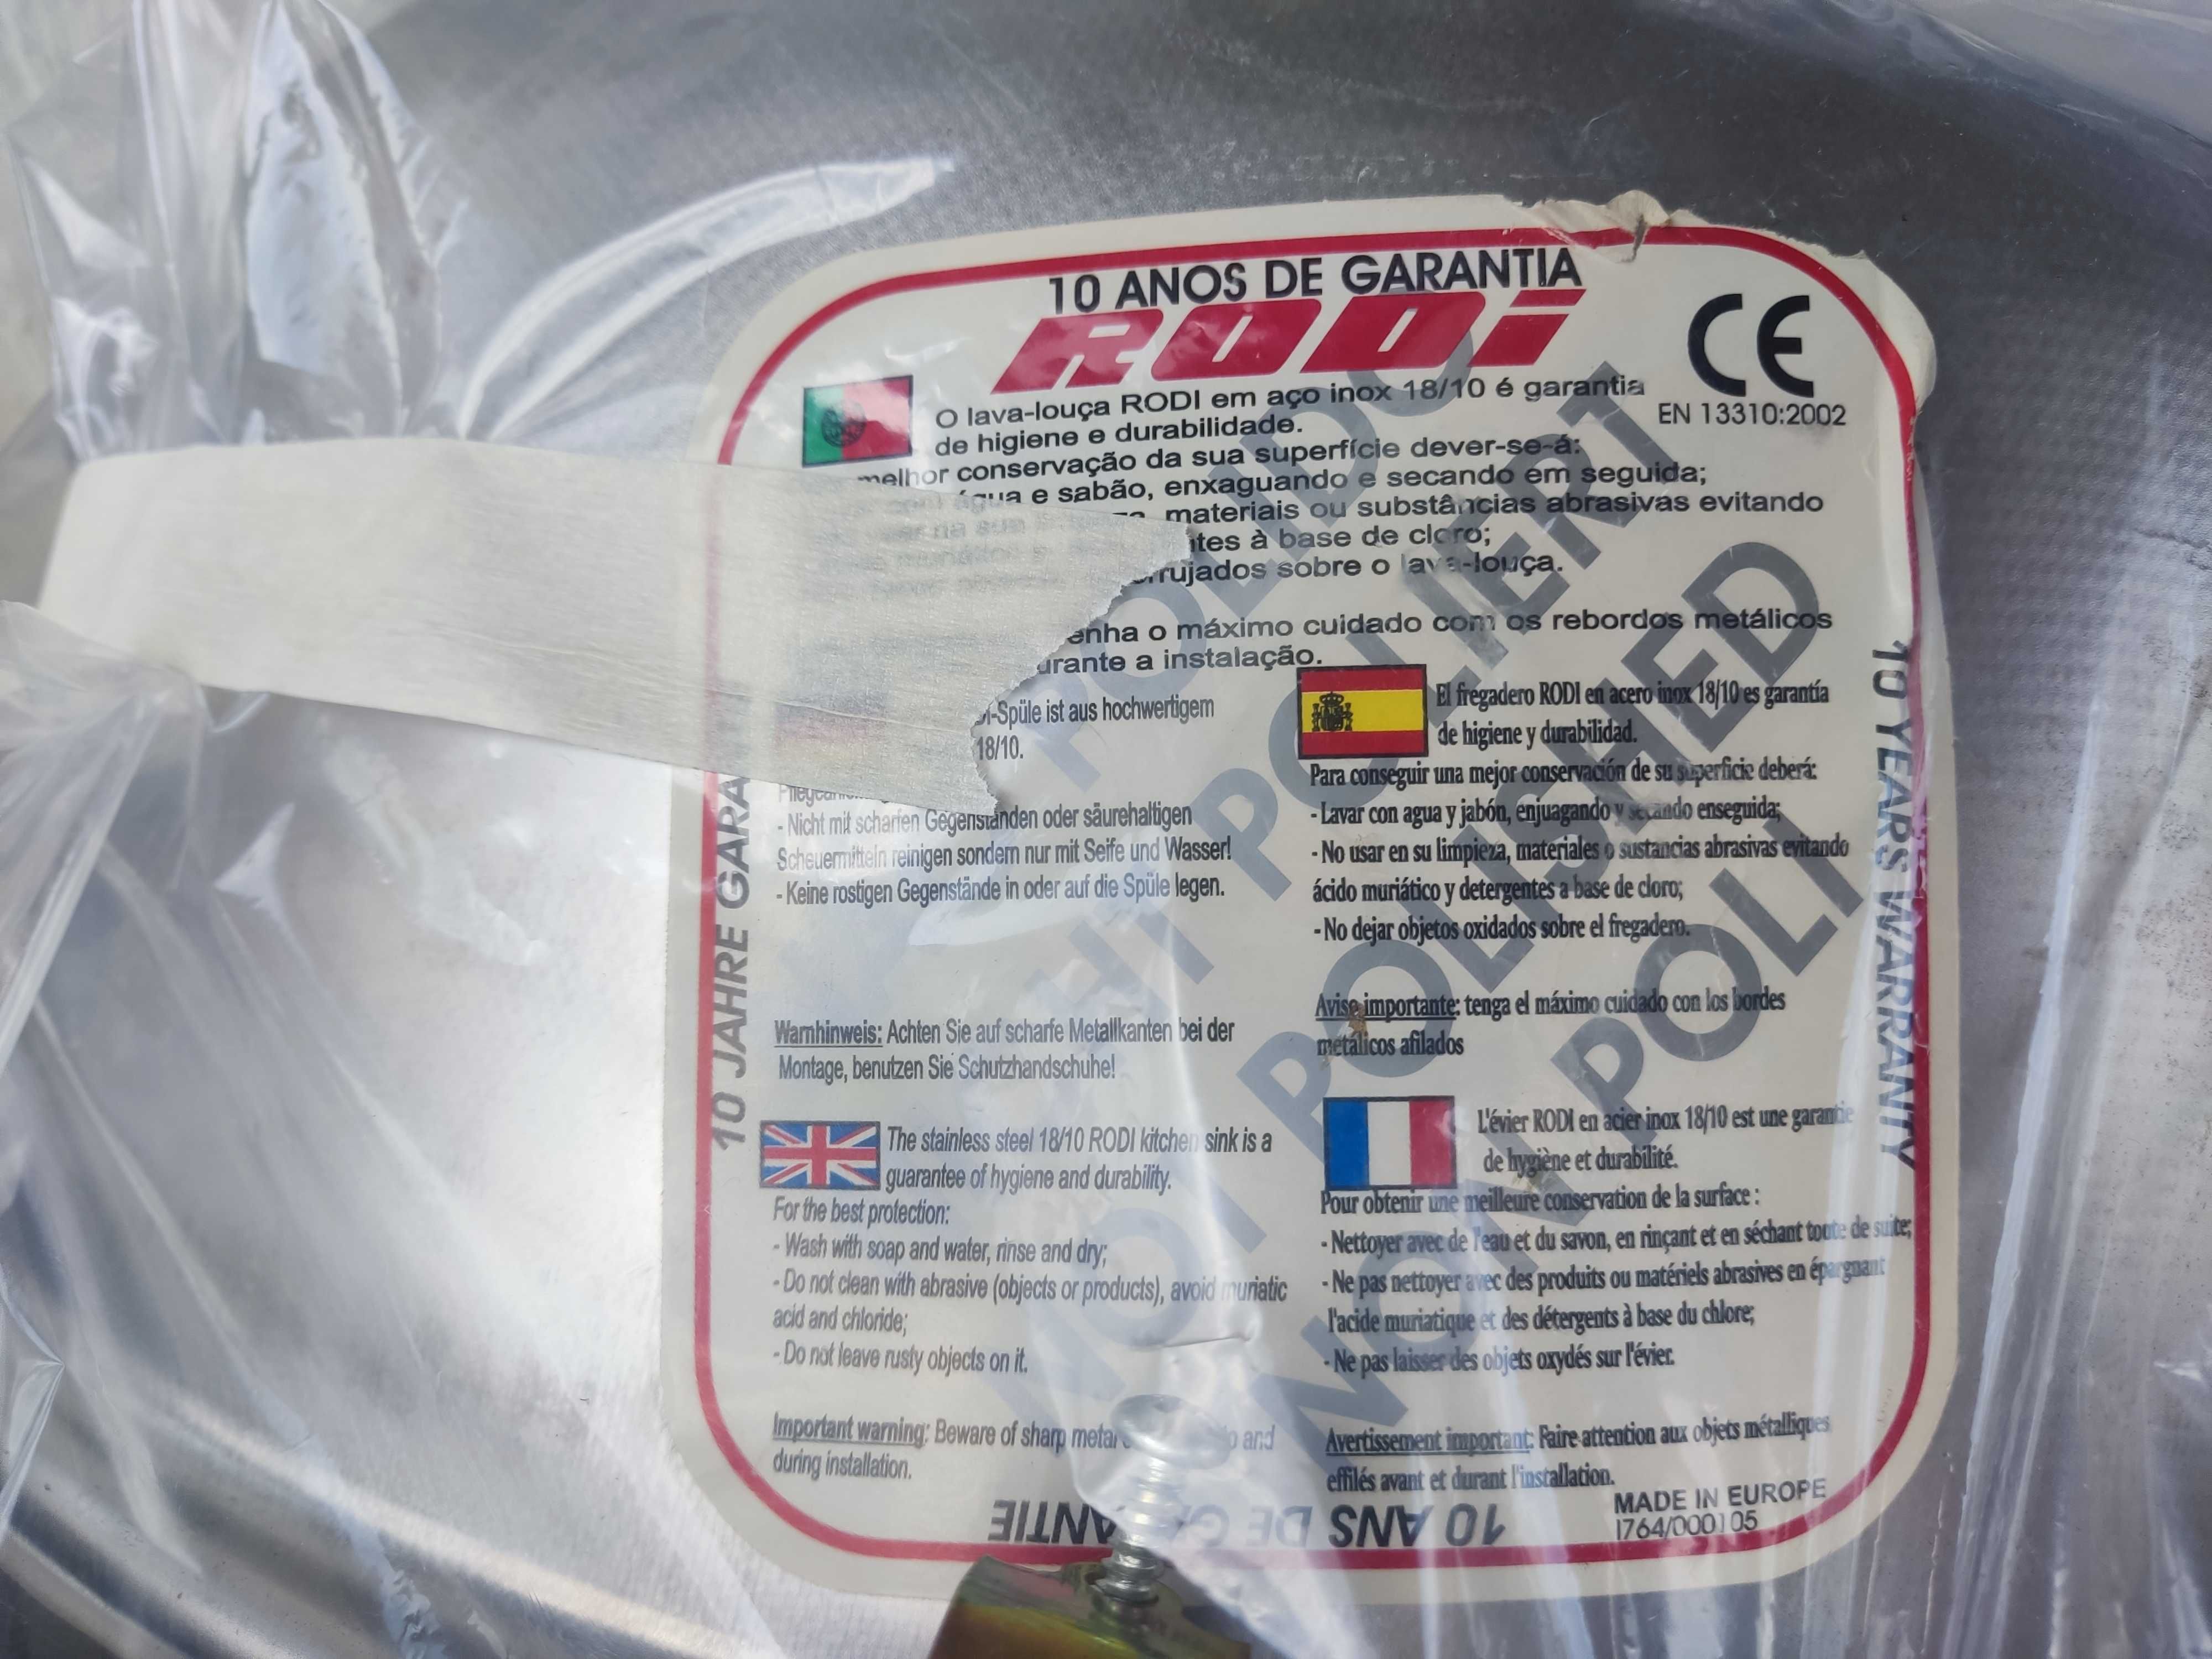 10 ANOS DE GARANTIA
RODI
CE
EN 13310:2002
O lava-louça RODI em aço inox 18/10 é garantia
de higiene e durabilidade.
conservação da sua superfície dever-se-á:
e sabão, enxaguando e secando em seguida;
materiais ou substâncias abrasivas evitando
à base de cloro;
sobre o lava-louça.
o máximo cuidado com os rebordos metálicos
a instalação.
ist aus hochwertigem
18/10.
- Nicht mit scharfen Gegenständen oder säurehaltigen
Scheuermitteln reinigen sondern nur mit Seife und Wasser!
- Keine rostigen Gegenstände in oder auf die Spüle legen.
Warnhinweis: Achten Sie auf scharfe Metallkanten bei der
Montage, benutzen Sie Schutzhandschuhe!
El fregadero RODI en acero inox 18/10 es garantía
de higiene y durabilidad.
Para conseguir una mejor conservación de su superficie deberá:
- Lavar con agua y jabón, enjuagando y secando enseguida;
- No usar en su limpieza, materiales o sustancias abrasivas evitando
ácido muriático y detergentes a base de cloro;
- No dejar objetos oxidados sobre el fregadero.
Aviso importante: tenga el máximo cuidado con los bordes
metálicos afilados
The stainless steel 18/10 RODI kitchen sink is a
guarantee of hygiene and durability.
For the best protection:
- Wash with soap and water, rinse and dry;
- Do not clean with abrasive (objects or products), avoid muriatic
acid and chloride;
- Do not leave rusty objects on it.
Important warning: Beware of sharp metal and
during installation.
L'évier RODI en acier inox 18/10 est une garantie
de hygiène et durabilité.
Pour obtenir une meilleure conservation de la surface :
- Nettoyer avec de l'eau et du savon, en rinçant et en séchant toute de suite;
- Ne pas nettoyer avec des produits ou matériels abrasives en épargnant
l'acide muriatique et des détergents à base du chlore;
- Ne pas laisser des objets oxydés sur l'évier.
Avertissement important: Faire attention aux objets métalliques
effilés avant et durant l'installation.
MADE IN EUROPE
I764/000105
10 JAHRE
10 YEARS WARRANTY
10 ANS DE
POLIDO
POLIERT
NOT POLISHED
NON POLI